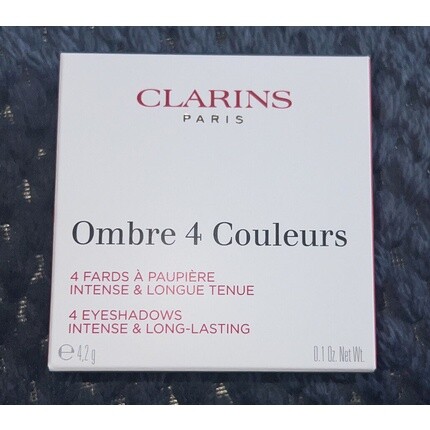 CLARINS
PARIS
Ombre 4 Couleurs
4 FARDS À PAUPIÈRE
INTENSE & LONGUE TENUE
4 EYESHADOWS
INTENSE & LONG-LASTING
℮ 4,2 g 0.1 Oz. Net Wt.